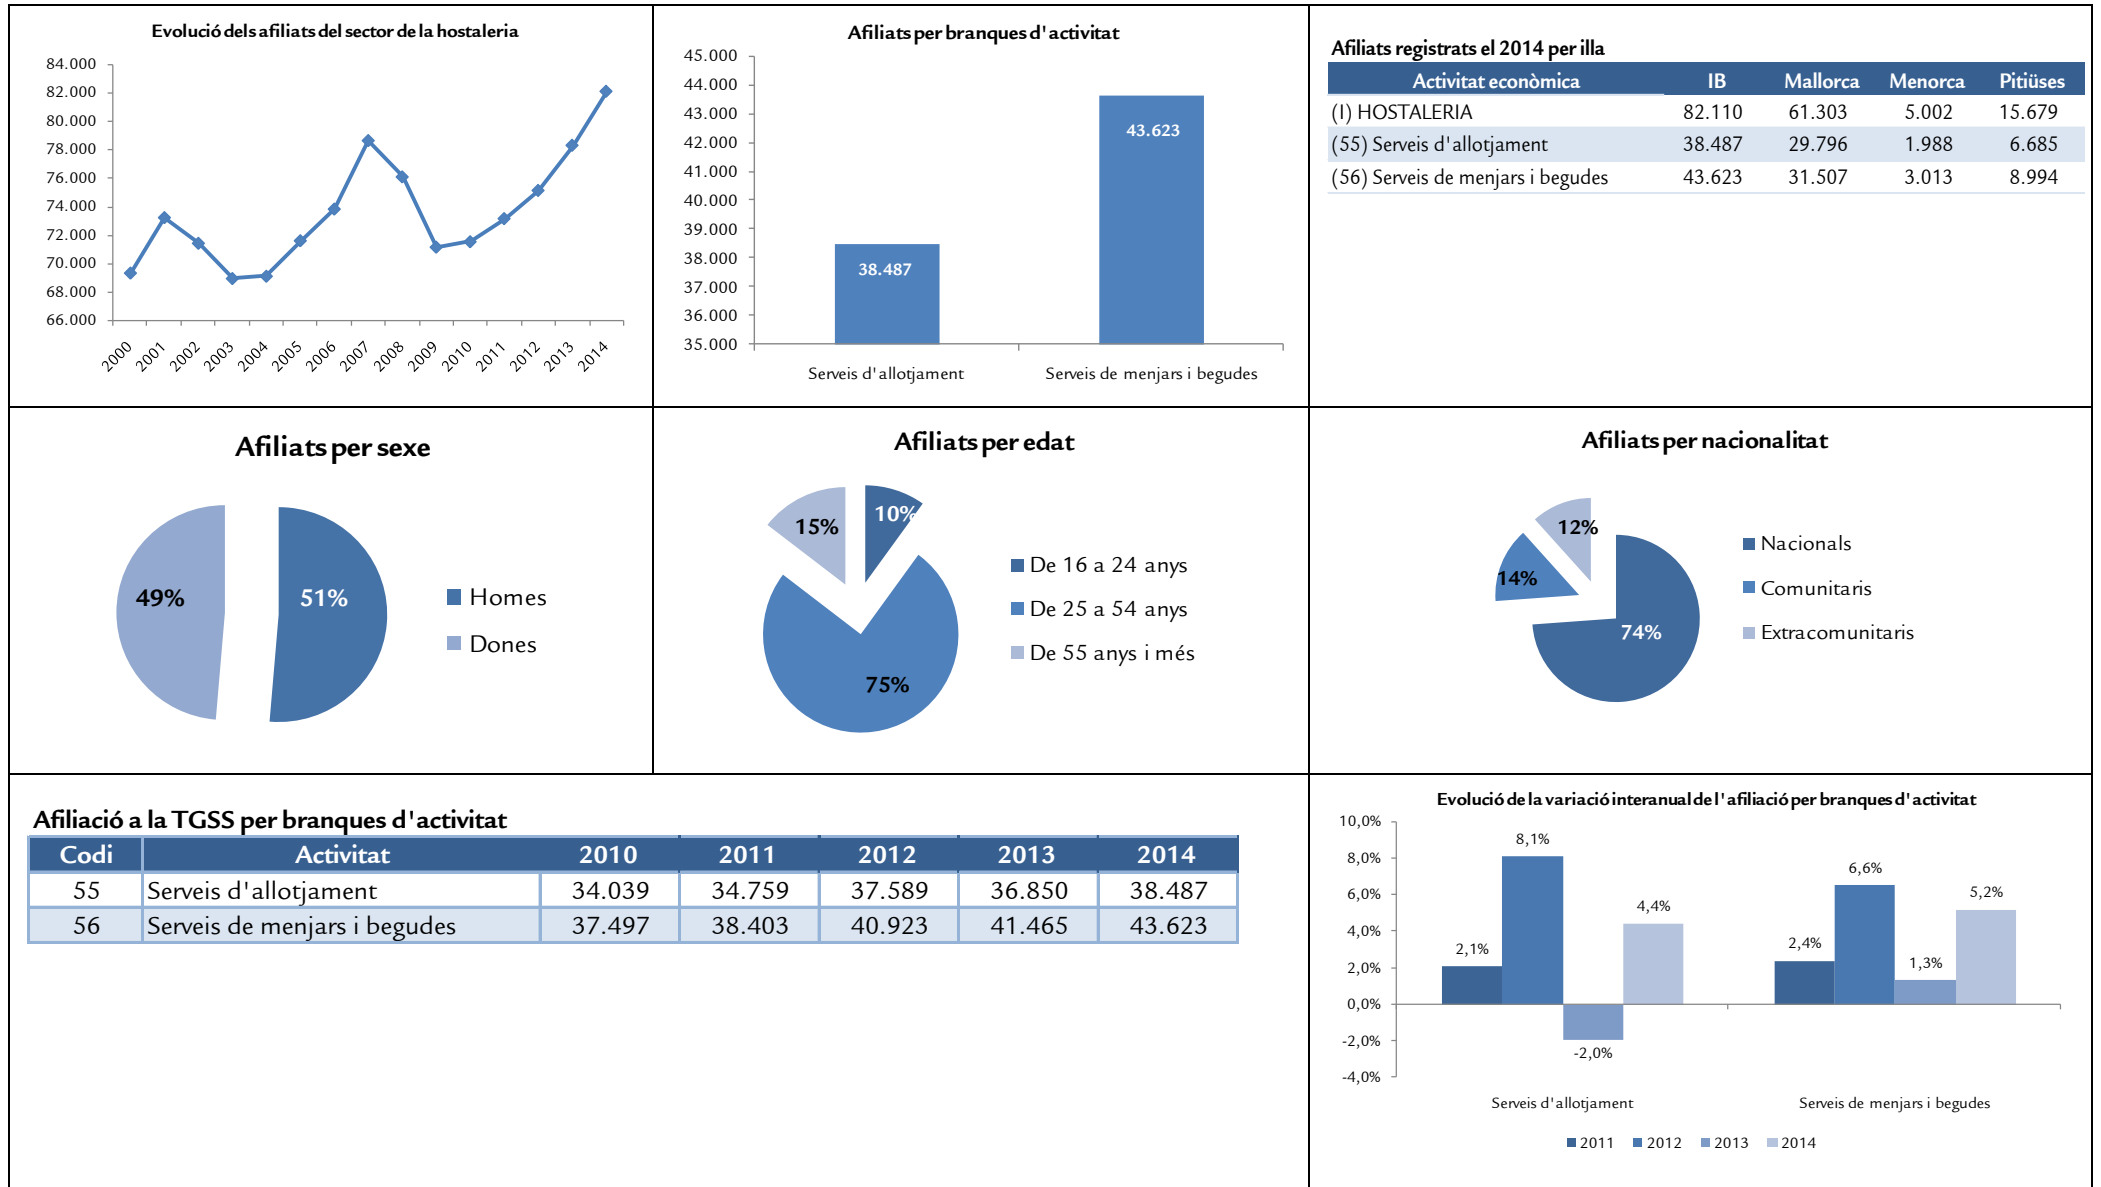 Evolució dels afiliats del sector de la hostaleria
84.000
82.000
80.000
78.000
76.000
74.000
72.000
70.000
68.000
66.000
2000 2001 2002 2003 2004 2005 2006 2007 2008 2009 2010 2011 2012 2013 2014
Afiliats per branques d'activitat
45.000
44.000
43.000
42.000
41.000
40.000
39.000
38.000
37.000
36.000
35.000
38.487
43.623
Serveis d'allotjament Serveis de menjars i begudes
Afiliats registrats el 2014 per illa
Activitat econòmica IB Mallorca Menorca Pitiüses
(I) HOSTALERIA 82.110 61.303 5.002 15.679
(55) Serveis d'allotjament 38.487 29.796 1.988 6.685
(56) Serveis de menjars i begudes 43.623 31.507 3.013 8.994
Afiliats per sexe
49% 51%
Homes
Dones
Afiliats per edat
10%
15%
75%
De 16 a 24 anys
De 25 a 54 anys
De 55 anys i més
Afiliats per nacionalitat
12%
14%
74%
Nacionals
Comunitaris
Extracomunitaris
Afiliació a la TGSS per branques d'activitat
Codi Activitat 2010 2011 2012 2013 2014
55 Serveis d'allotjament 34.039 34.759 37.589 36.850 38.487
56 Serveis de menjars i begudes 37.497 38.403 40.923 41.465 43.623
Evolució de la variació interanual de l'afiliació per branques d'activitat
10,0%
8,0%
6,0%
4,0%
2,0%
0,0%
-2,0%
-4,0%
2,1% 8,1% -2,0% 4,4%
2,4% 6,6% 1,3% 5,2%
Serveis d'allotjament Serveis de menjars i begudes
2011 2012 2013 2014